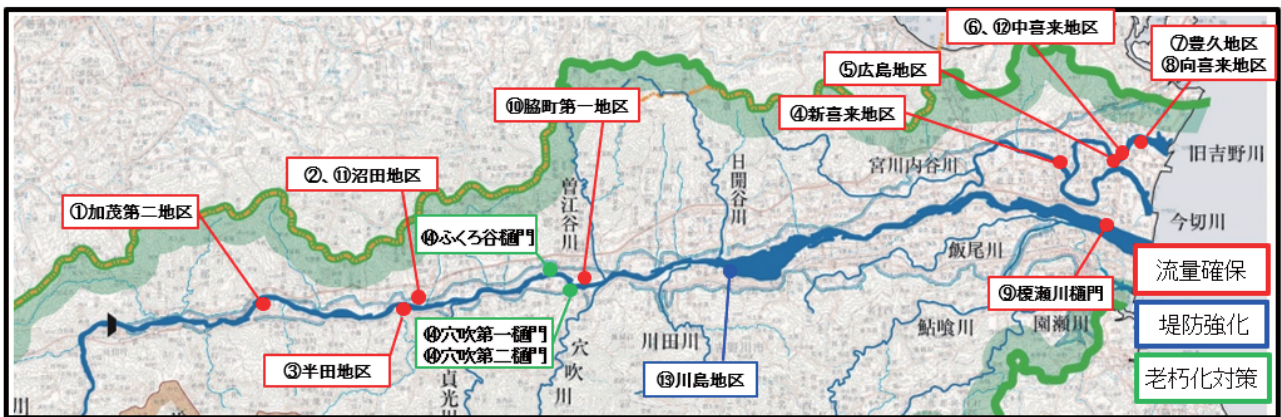 ⑥、⑫中喜来地区
⑦豊久地区
⑧向喜来地区
⑤広島地区
⑩脇町第一地区
④新喜来地区
②、⑪沼田地区
①加茂第二地区
⑭ふくろ谷樋門
曽江谷川
日開谷川
宮川内谷川
旧吉野川
今切川
飯尾川
流量確保
⑨榎瀬川樋門
鮎喰川
園瀬川
堤防強化
⑭穴吹第一樋門
⑭穴吹第二樋門
③半田地区
貞光川
穴吹川
川田川
⑬川島地区
老朽化対策
川